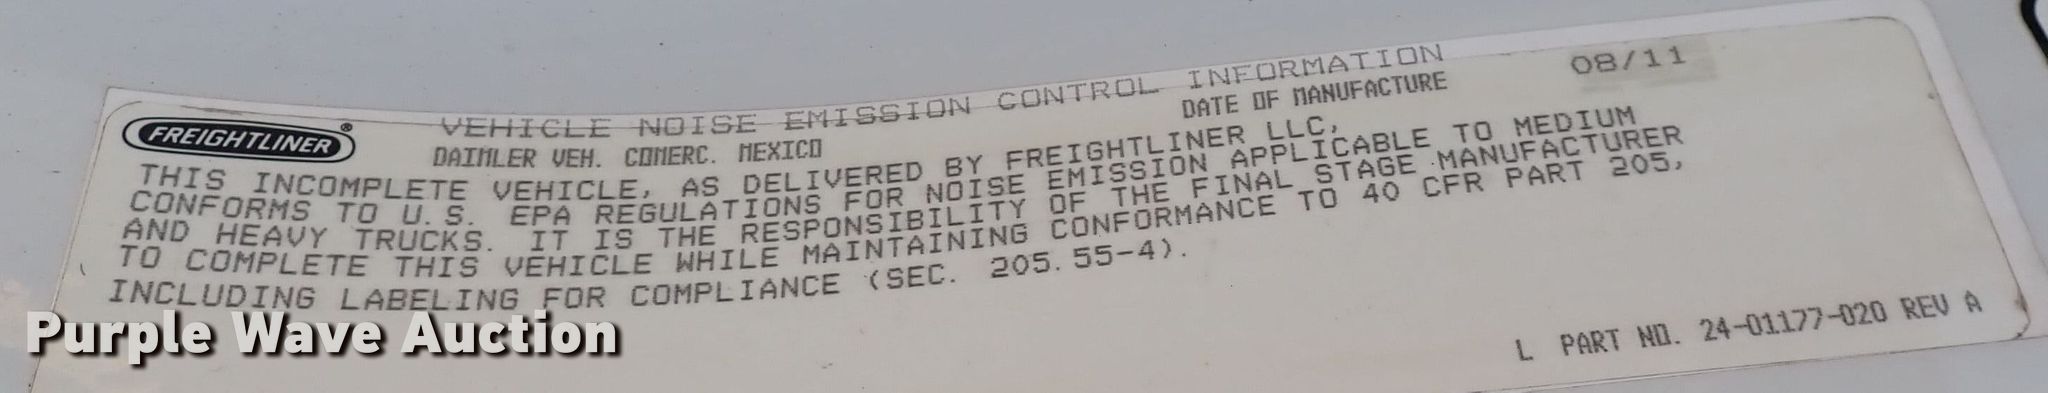 FREIGHTLINER®
VEHICLE NOISE EMISSION CONTROL INFORMATION
DAIMLER VEH. COMERC. MEXICO
DATE OF MANUFACTURE 08/11
THIS INCOMPLETE VEHICLE, AS DELIVERED BY FREIGHTLINER LLC,
CONFORMS TO U.S. EPA REGULATIONS FOR NOISE EMISSION APPLICABLE TO MEDIUM
AND HEAVY TRUCKS. IT IS THE RESPONSIBILITY OF THE FINAL STAGE MANUFACTURER
TO COMPLETE THIS VEHICLE WHILE MAINTAINING CONFORMANCE TO 40 CFR PART 205,
INCLUDING LABELING FOR COMPLIANCE (SEC. 205.55-4).
L PART NO. 24-01177-020 REV A
Purple Wave Auction